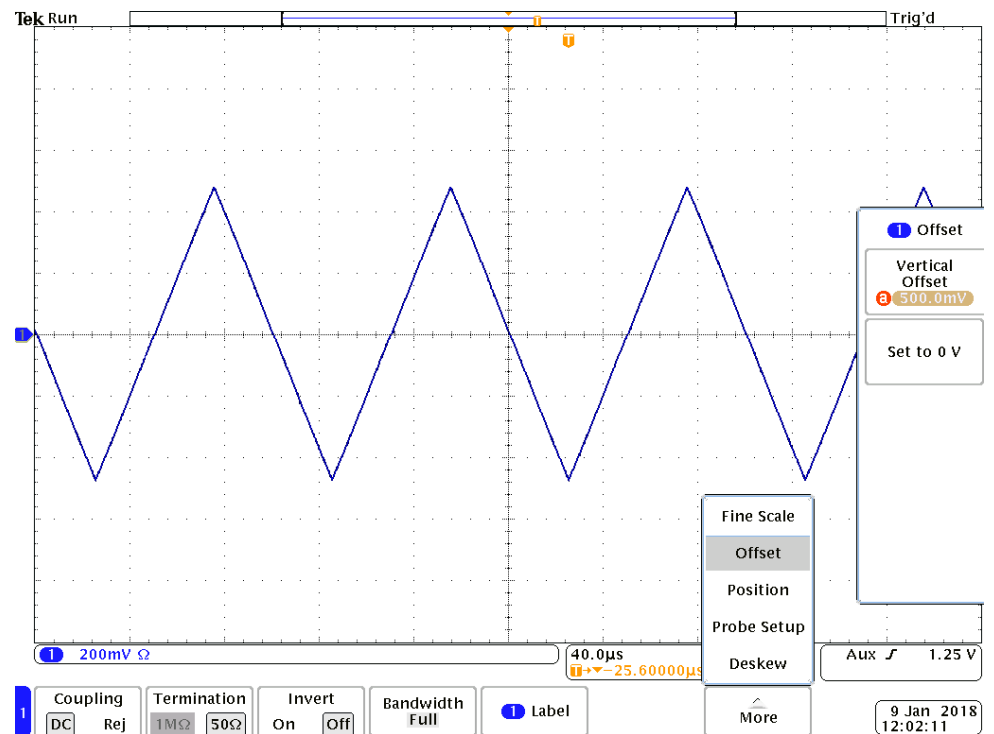 Tek Run Trig'd
T
T
1 Offset
Vertical
Offset
a 500.0mV
1
Set to 0 V
Fine Scale
Offset
Position
Probe Setup
Deskew
1 200mV Ω
40.0µs
T→▼−25.60000µs
Aux ∫ 1.25 V
1
Coupling
DC Rej
Termination
1MΩ 50Ω
Invert
On Off
Bandwidth
Full
1 Label
More
9 Jan 2018
12:02:11